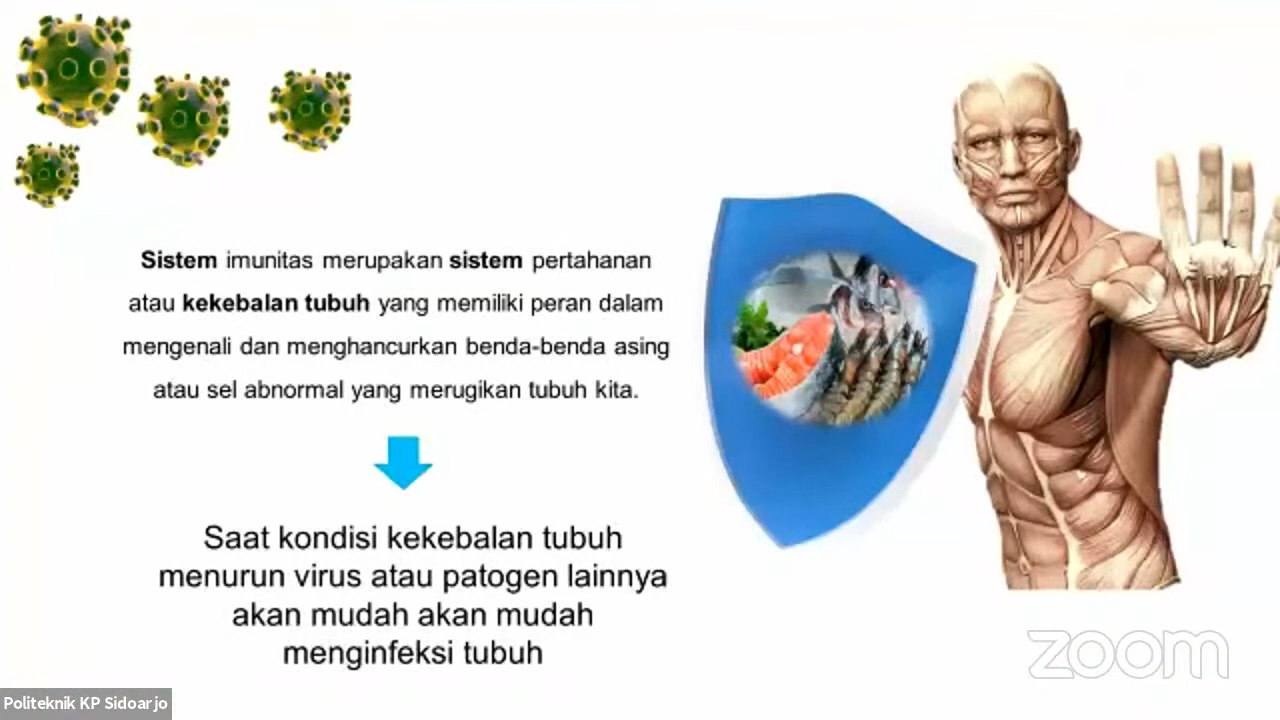 Sistem imunitas merupakan sistem pertahanan
atau kekebalan tubuh yang memiliki peran dalam
mengenali dan menghancurkan benda-benda asing
atau sel abnormal yang merugikan tubuh kita.
Saat kondisi kekebalan tubuh
menurun virus atau patogen lainnya
akan mudah akan mudah
menginfeksi tubuh
zoom
Politeknik KP Sidoarjo